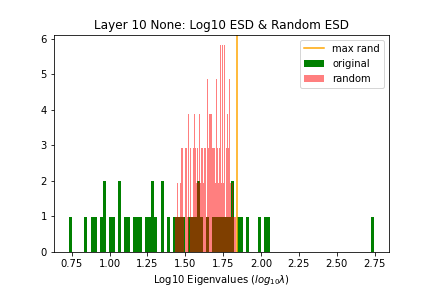 Layer 10 None: Log10 ESD & Random ESD
max rand
original
random
6
5
4
3
2
1
0
0.75 1.00 1.25 1.50 1.75 2.00 2.25 2.50 2.75
Log10 Eigenvalues (log₁₀λ)